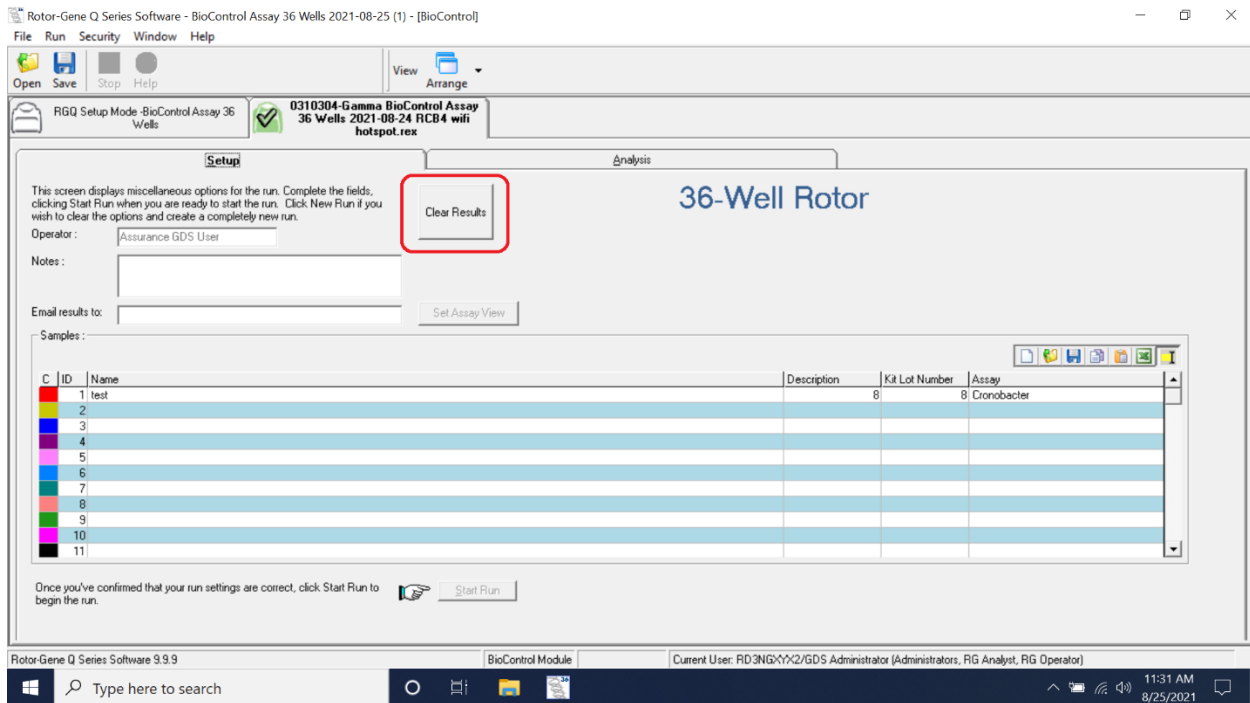 Rotor-Gene Q Series Software - BioControl Assay 36 Wells 2021-08-25 (1) - [BioControl]
File Run Security Window Help
Open Save Stop Help View Arrange
RGQ Setup Mode -BioControl Assay 36
Wells
0310304-Gamma BioControl Assay
36 Wells 2021-08-24 RCB4 wifi
hotspot.rex
Setup Analysis
This screen displays miscellaneous options for the run. Complete the fields,
clicking Start Run when you are ready to start the run. Click New Run if you
wish to clear the options and create a completely new run.
Clear Results
36-Well Rotor
Operator : Assurance GDS User
Notes :
Email results to: Set Assay View
Samples :
C ID Name Description Kit Lot Number Assay
1 test 8 8 Cronobacter
2
3
4
5
6
7
8
9
10
11
Once you've confirmed that your run settings are correct, click Start Run to
begin the run.
Start Run
Rotor-Gene Q Series Software 9.9.9 BioControl Module Current User: RD3NGXYX2/GDS Administrator (Administrators, RG Analyst, RG Operator)
Type here to search
11:31 AM
8/25/2021